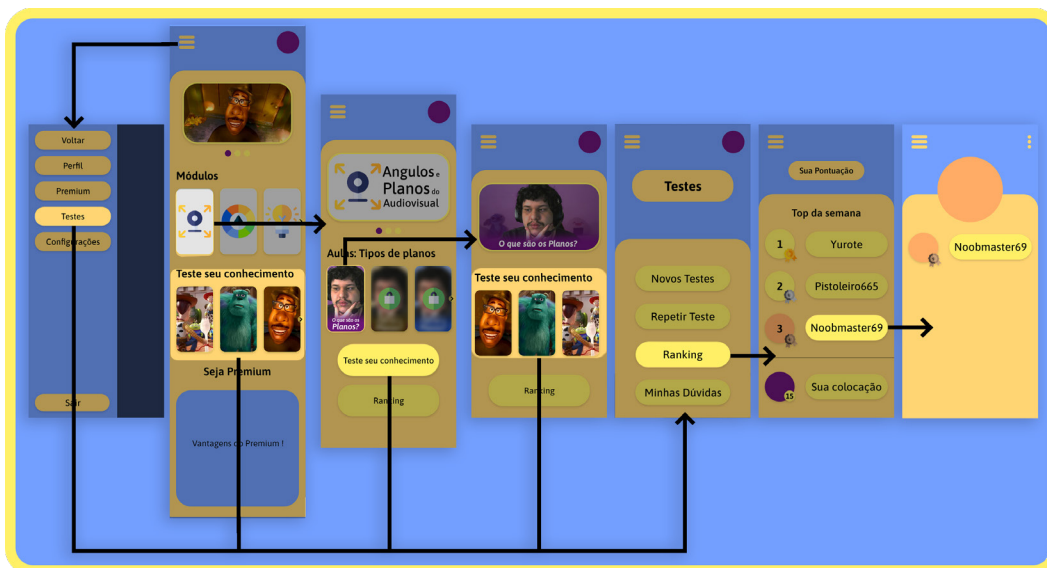 Voltar
Perfil
Premium
Testes
Configurações
Sair
Módulos
Teste seu conhecimento
Seja Premium
Vantagens do Premium !
Angulos e
Planos do
Audiovisual
Aulas: Tipos de planos
O que são os
Planos?
Teste seu conhecimento
Ranking
O que são os Planos?
Teste seu conhecimento
Ranking
Testes
Novos Testes
Repetir Teste
Ranking
Minhas Dúvidas
Sua Pontuação
Top da semana
1 Yurote
2 Pistoleiro665
3 Noobmaster69
15 Sua colocação
Noobmaster69